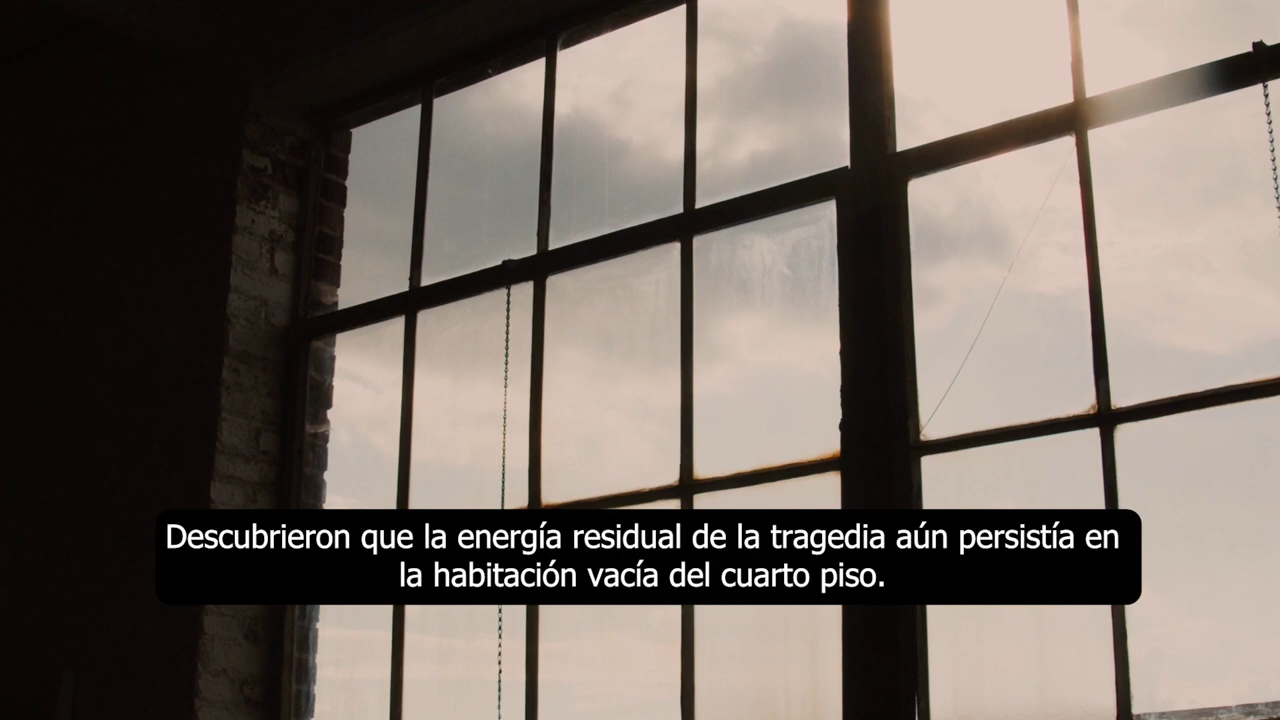 Descubrieron que la energía residual de la tragedia aún persistía en
la habitación vacía del cuarto piso.